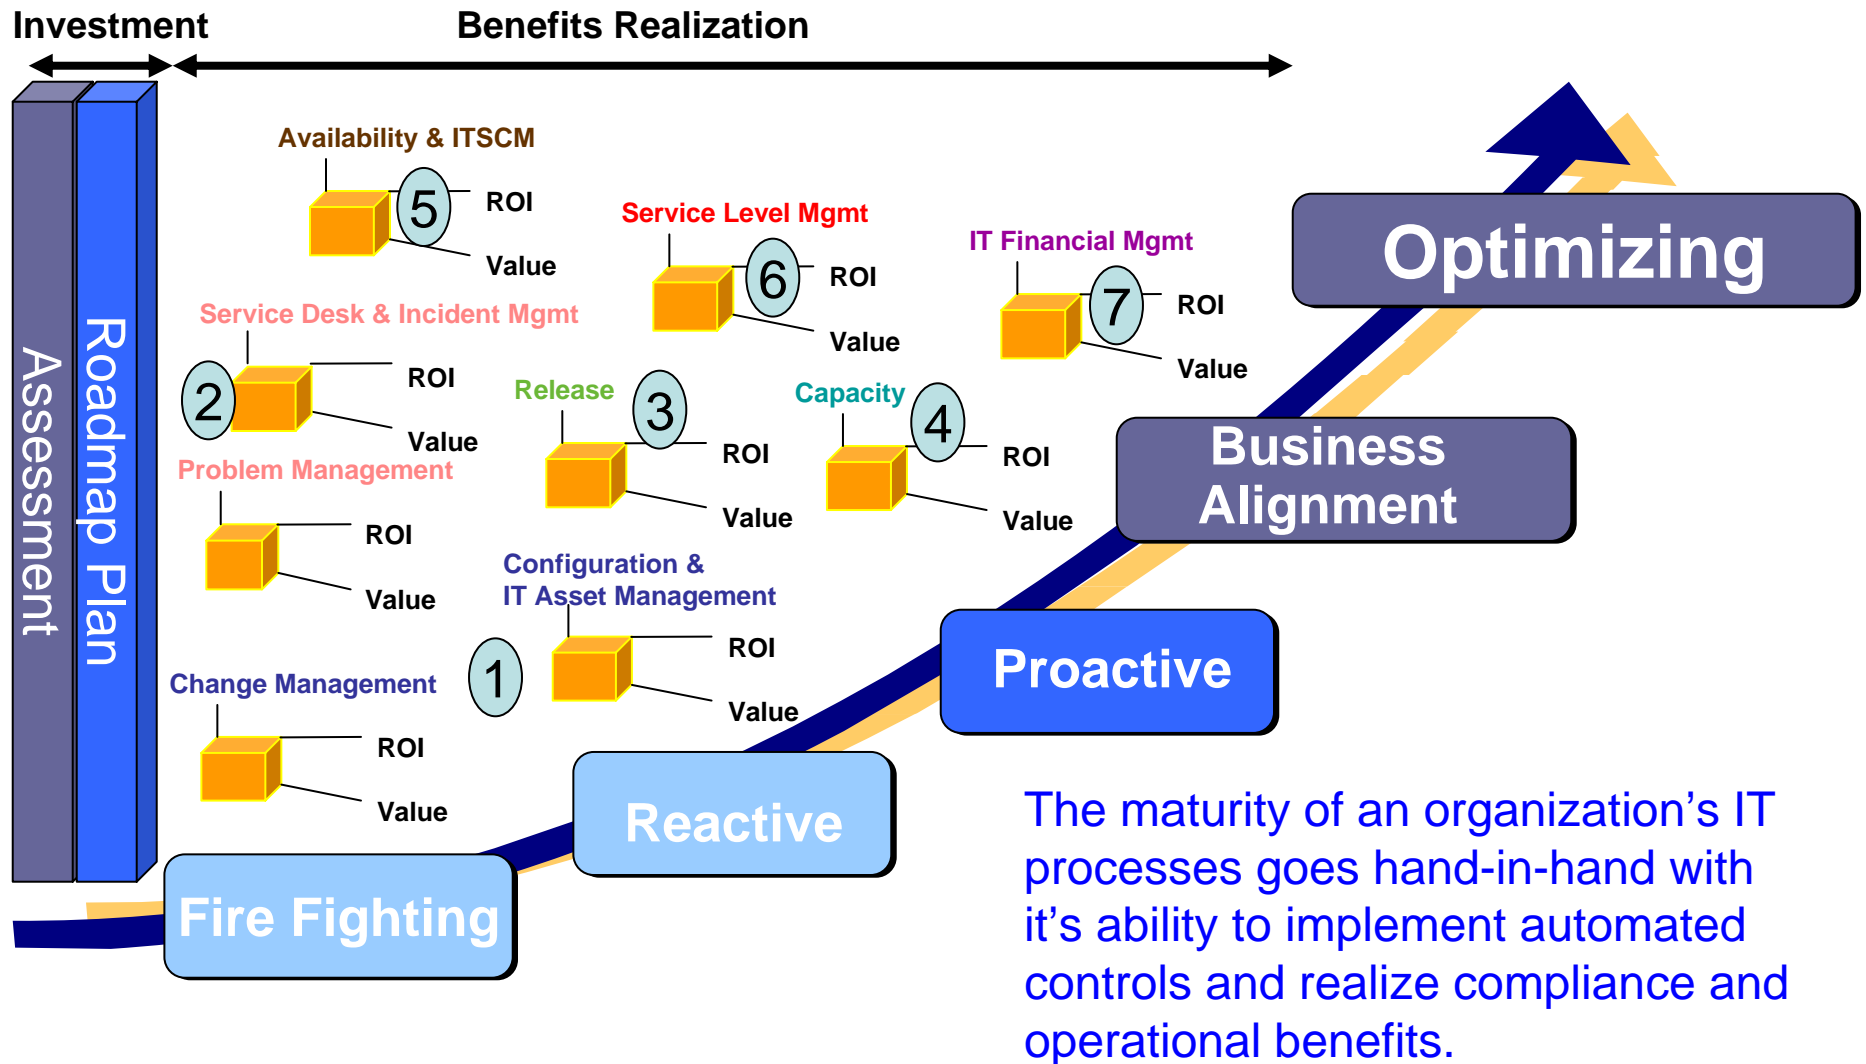 Investment
Benefits Realization
Assessment
Roadmap Plan
Availability & ITSCM
5
ROI
Value
Service Level Mgmt
6
ROI
Value
IT Financial Mgmt
7
ROI
Value
Service Desk & Incident Mgmt
2
ROI
Value
Release
3
ROI
Value
Capacity
4
ROI
Value
Problem Management
ROI
Value
Configuration &
IT Asset Management
1
ROI
Value
Change Management
ROI
Value
Optimizing
Business
Alignment
Proactive
Reactive
Fire Fighting
The maturity of an organization’s IT
processes goes hand-in-hand with
it’s ability to implement automated
controls and realize compliance and
operational benefits.